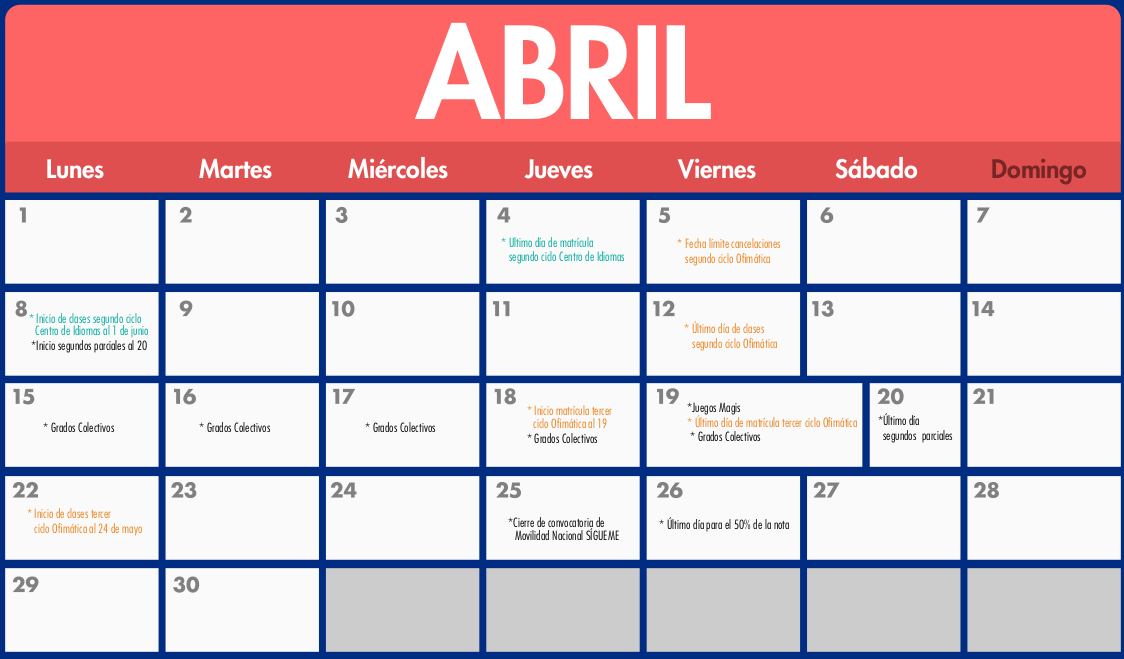 ABRIL
Lunes Martes Miércoles Jueves Viernes Sábado Domingo
1 2 3 4 5 6 7
* Ultimo día de matrícula
segundo ciclo Centro de Idiomas
* Fecha límite cancelaciones
segundo ciclo Ofimática
8 9 10 11 12 13 14
* Inicio de clases segundo ciclo
Centro de Idiomas al 1 de junio
*Inicio segundos parciales al 20
* Último día de clases
segundo ciclo Ofimática
15 16 17 18 19 20 21
* Grados Colectivos
* Grados Colectivos
* Grados Colectivos
* Inicio matrícula tercer
ciclo Ofimática al 19
* Grados Colectivos
*Juegos Magis
* Último día de matrícula tercer ciclo Ofimática
* Grados Colectivos
*Último día
segundos parciales
22 23 24 25 26 27 28
* Inicio de clases tercer
ciclo Ofimática al 24 de mayo
*Cierre de convocatoria de
Movilidad Nacional SÍGUEME
* Último día para el 50% de la nota
29 30